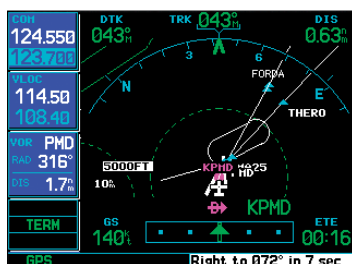 COM DTK TRK 043°M DIS
124.550 043°M 0.63nm
123.700
3 6
FORDA
VLOC
114.50
108.40
N E
THERO
VOR PMD
RAD 316°
DIS 1.7nm
5000FT KPMD MA25
MD
10nm
KPMD
TERM
GS ETE
140kt 00:16
GPS Right to 072° in 7 sec